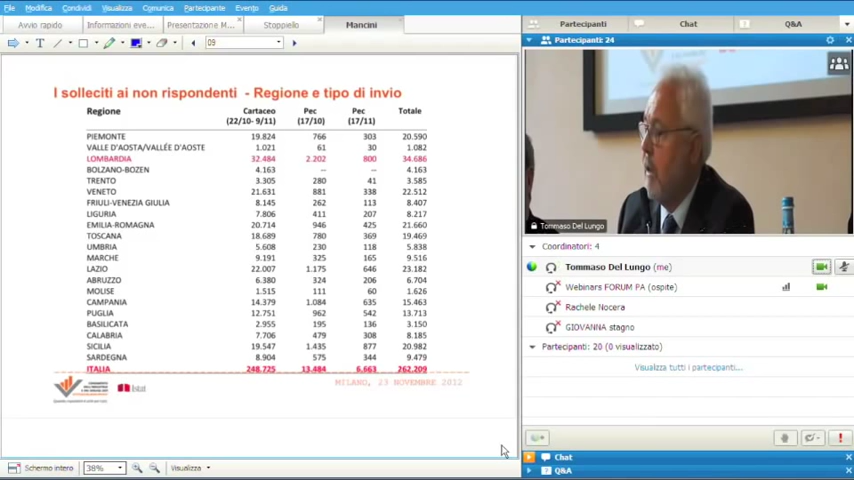 File Modifica Condividi Visualizza Comunica Partecipante Evento Guida
Avvio rapido Informazioni eve... Presentazione M... Stoppiello Mancini
09
I solleciti ai non rispondenti - Regione e tipo di invio
Regione Cartaceo (22/10- 9/11) Pec (17/10) Pec (17/11) Totale
PIEMONTE 19.824 766 303 20.590
VALLE D'AOSTA/VALLÉE D'AOSTE 1.021 61 30 1.082
LOMBARDIA 32.484 2.202 800 34.686
BOLZANO-BOZEN 4.163 -- -- 4.163
TRENTO 3.305 280 41 3.585
VENETO 21.631 881 338 22.512
FRIULI-VENEZIA GIULIA 8.145 262 113 8.407
LIGURIA 7.806 411 207 8.217
EMILIA-ROMAGNA 20.714 946 425 21.660
TOSCANA 18.689 780 369 19.469
UMBRIA 5.608 230 118 5.838
MARCHE 9.191 325 165 9.516
LAZIO 22.007 1.175 646 23.182
ABRUZZO 6.380 324 206 6.704
MOLISE 1.515 111 60 1.626
CAMPANIA 14.379 1.084 635 15.463
PUGLIA 12.751 962 542 13.713
BASILICATA 2.955 195 136 3.150
CALABRIA 7.706 479 308 8.185
SICILIA 19.547 1.435 877 20.982
SARDEGNA 8.904 575 344 9.479
ITALIA 248.725 13.484 6.663 262.209
Istat
MILANO, 23 NOVEMBRE 2012
Schermo intero 38% Visualizza
Partecipanti Chat Q&A
Partecipanti: 24
Tommaso Del Lungo
Coordinatori: 4
Tommaso Del Lungo (me)
Webinars FORUM PA (ospite)
Rachele Nocera
GIOVANNA stagno
Partecipanti: 20 (0 visualizzato)
Visualizza tutti i partecipanti...
Chat
Q&A